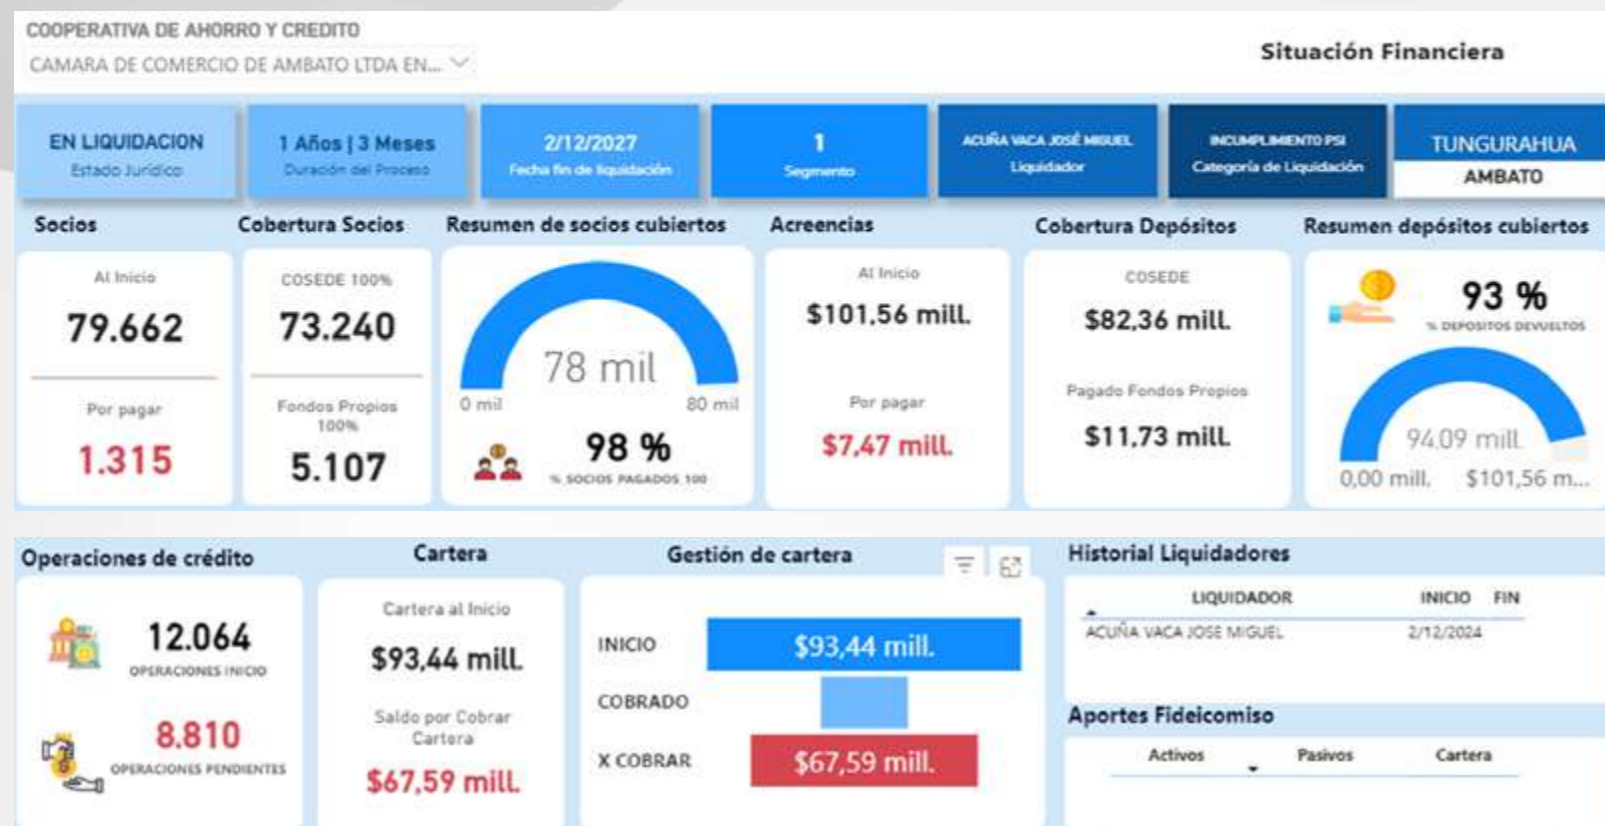 COOPERATIVA DE AHORRO Y CREDITO
CAMARA DE COMERCIO DE AMBATO LTDA EN...
Situación Financiera
EN LIQUIDACION
Estado Jurídico
1 Años | 3 Meses
Duración del Proceso
2/12/2027
Fecha fin de liquidación
1
Segmento
ACUÑA VACA JOSÉ MIGUEL
Liquidador
INCUMPLIMIENTO PSI
Categoría de Liquidación
TUNGURAHUA
AMBATO
Socios
Al Inicio
79.662
Por pagar
1.315
Cobertura Socios
COSEDE 100%
73.240
Fondos Propios
100%
5.107
Resumen de socios cubiertos
78 mil
0 mil
80 mil
98 %
% SOCIOS PAGADOS 100
Acreencias
Al Inicio
$101,56 mill.
Por pagar
$7,47 mill.
Cobertura Depósitos
COSEDE
$82,36 mill.
Pagado Fondos Propios
$11,73 mill.
Resumen depósitos cubiertos
93 %
% DEPOSITOS DEVUELTOS
94.09 mill.
0,00 mill.
$101,56 m...
Operaciones de crédito
12.064
OPERACIONES INICIO
8.810
OPERACIONES PENDIENTES
Cartera
Cartera al Inicio
$93,44 mill.
Saldo por Cobrar
Cartera
$67,59 mill.
Gestión de cartera
INICIO
$93,44 mill.
COBRADO
X COBRAR
$67,59 mill.
Historial Liquidadores
LIQUIDADOR INICIO FIN
ACUÑA VACA JOSE MIGUEL 2/12/2024
Aportes Fideicomiso
Activos Pasivos Cartera